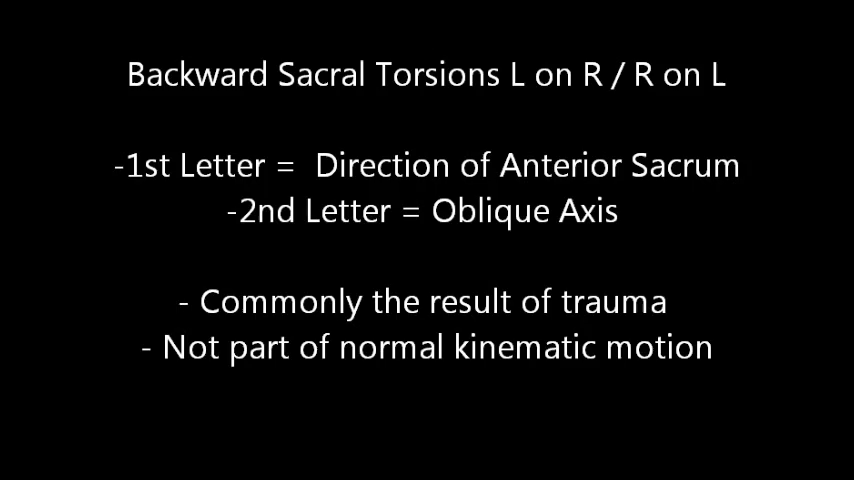 Backward Sacral Torsions L on R / R on L
-1st Letter =  Direction of Anterior Sacrum
-2nd Letter = Oblique Axis
- Commonly the result of trauma
- Not part of normal kinematic motion